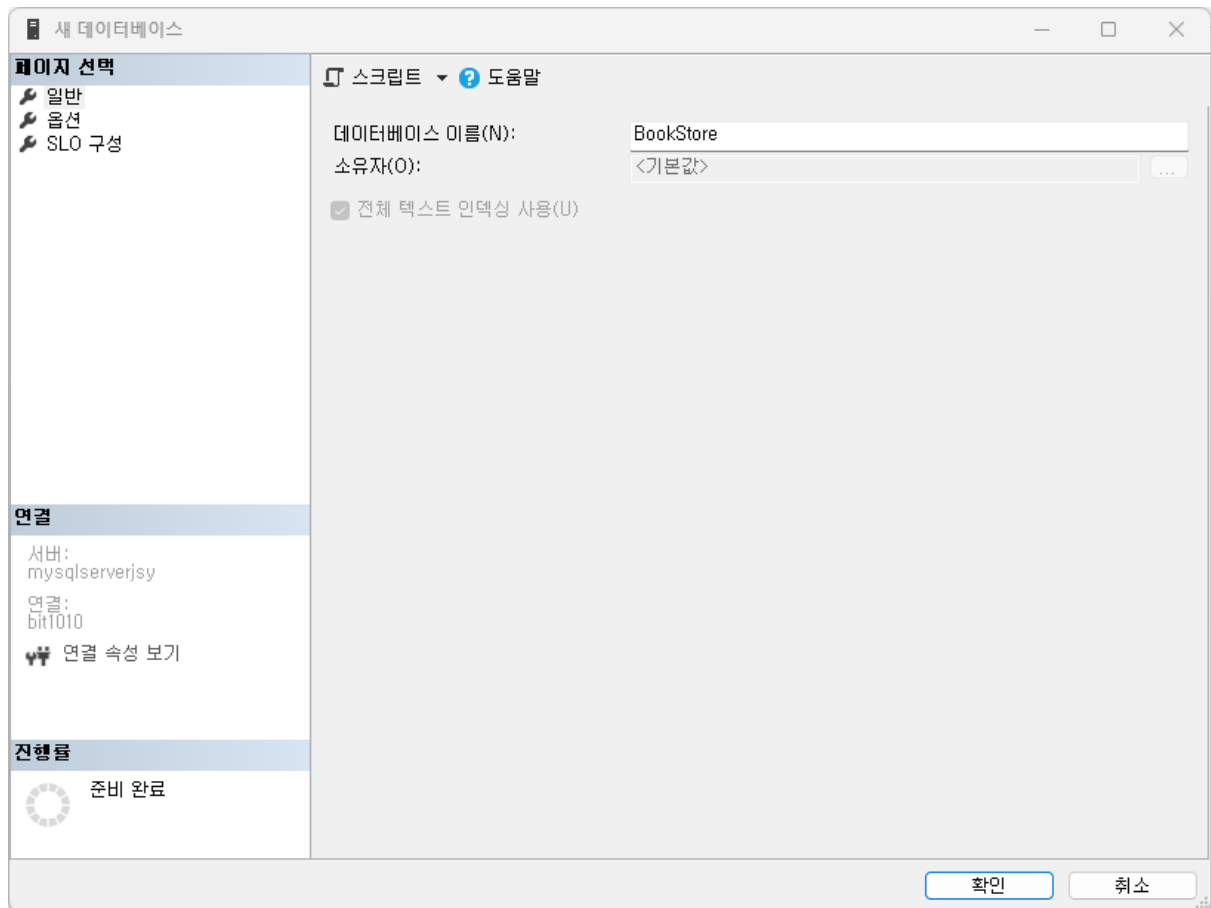 새 데이터베이스
페이지 선택
일반
옵션
SLO 구성
스크립트 도움말
데이터베이스 이름(N): BookStore
소유자(O): <기본값> ...
전체 텍스트 인덱싱 사용(U)
연결
서버:
mysqlserverjsy
연결:
bit1010
연결 속성 보기
진행률
준비 완료
확인 취소